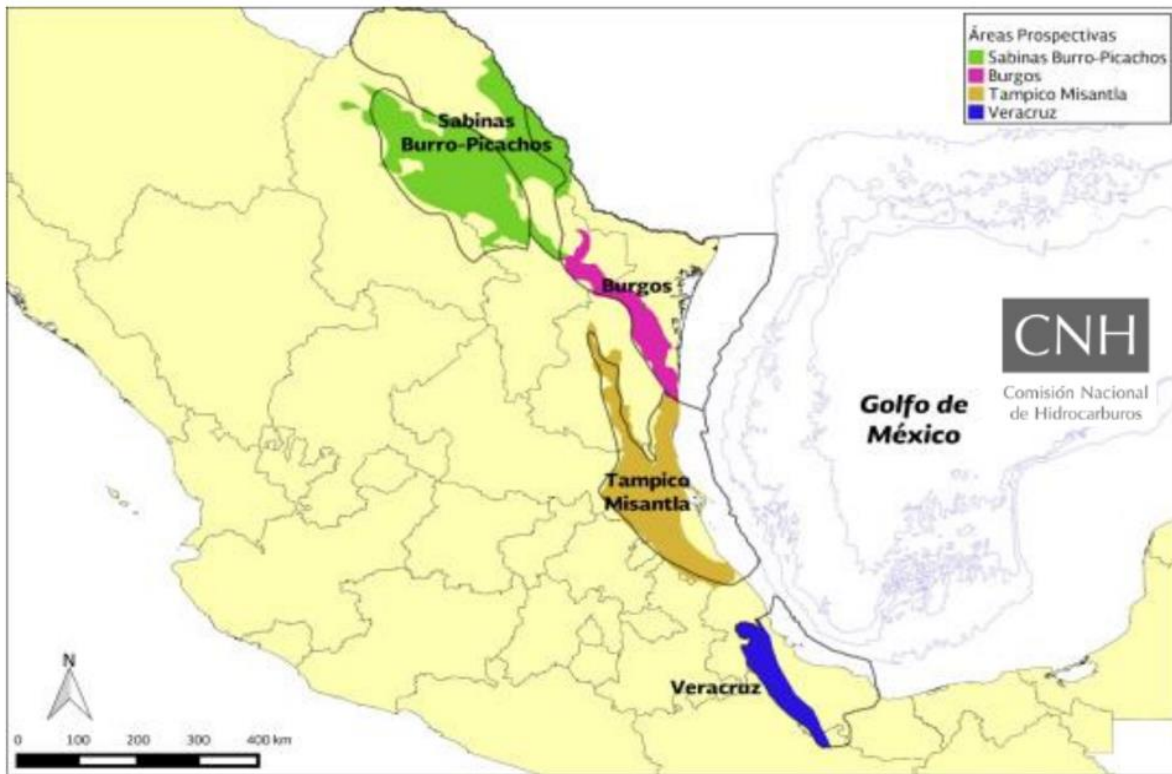 Áreas Prospectivas
Sabinas Burro-Picachos
Burgos
Tampico Misantla
Veracruz
Sabinas
Burro-Picachos
Burgos
CNH
Comisión Nacional
de Hidrocarburos
Golfo de
México
Tampico
Misantla
Veracruz
N
0 100 200 300 400 km